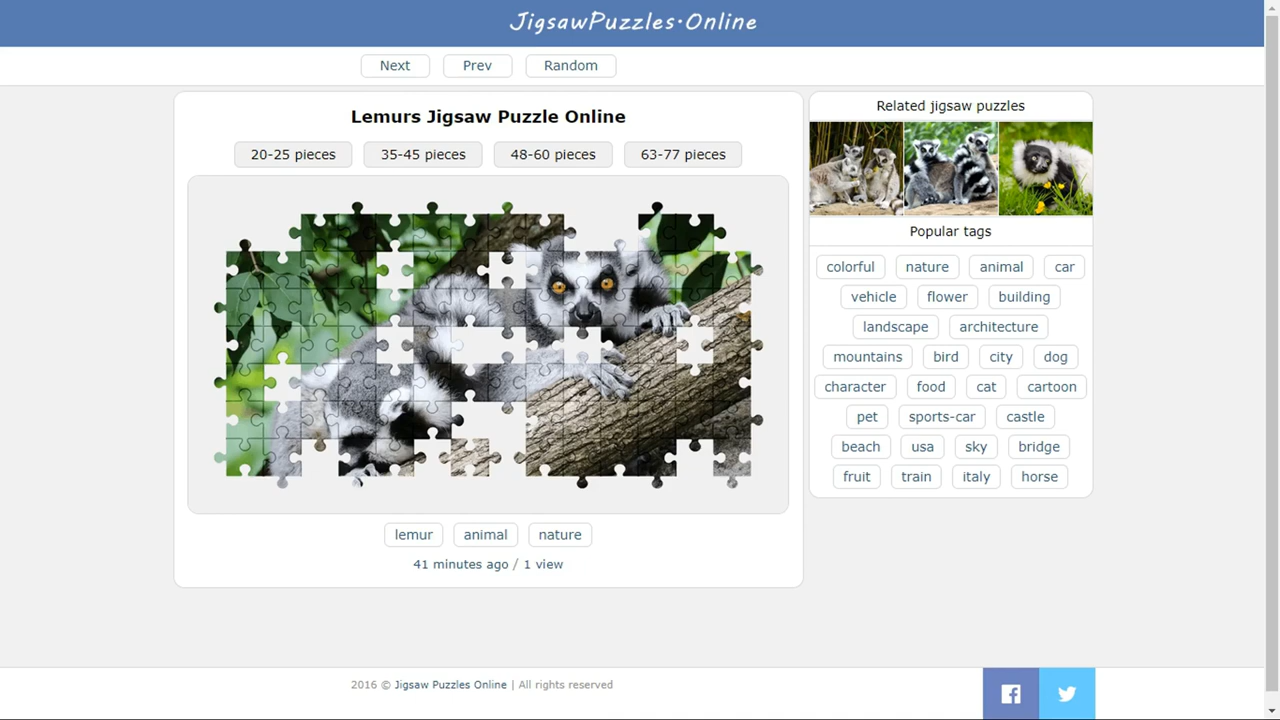 JigsawPuzzles·Online
Next Prev Random
Lemurs Jigsaw Puzzle Online
20-25 pieces 35-45 pieces 48-60 pieces 63-77 pieces
lemur animal nature
41 minutes ago / 1 view
Related jigsaw puzzles
Popular tags
colorful nature animal car
vehicle flower building
landscape architecture
mountains bird city dog
character food cat cartoon
pet sports-car castle
beach usa sky bridge
fruit train italy horse
2016 © Jigsaw Puzzles Online | All rights reserved